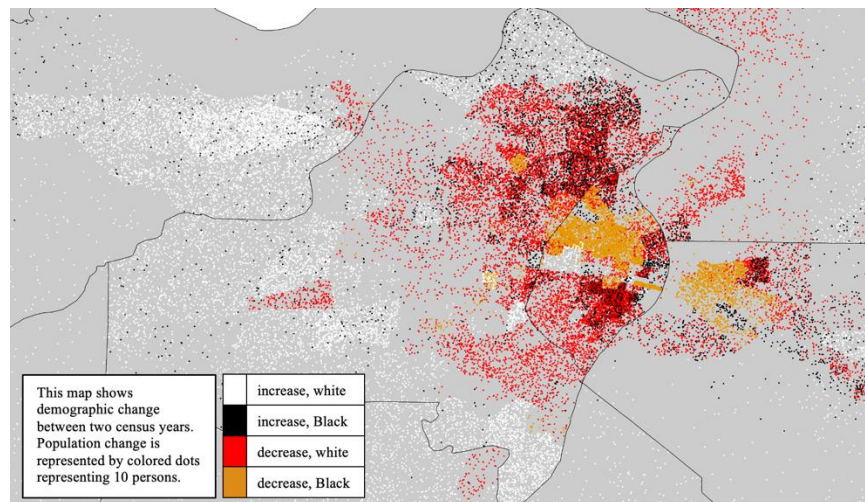 This map shows
demographic change
between two census years.
Population change is
represented by colored dots
representing 10 persons.
increase, white
increase, Black
decrease, white
decrease, Black